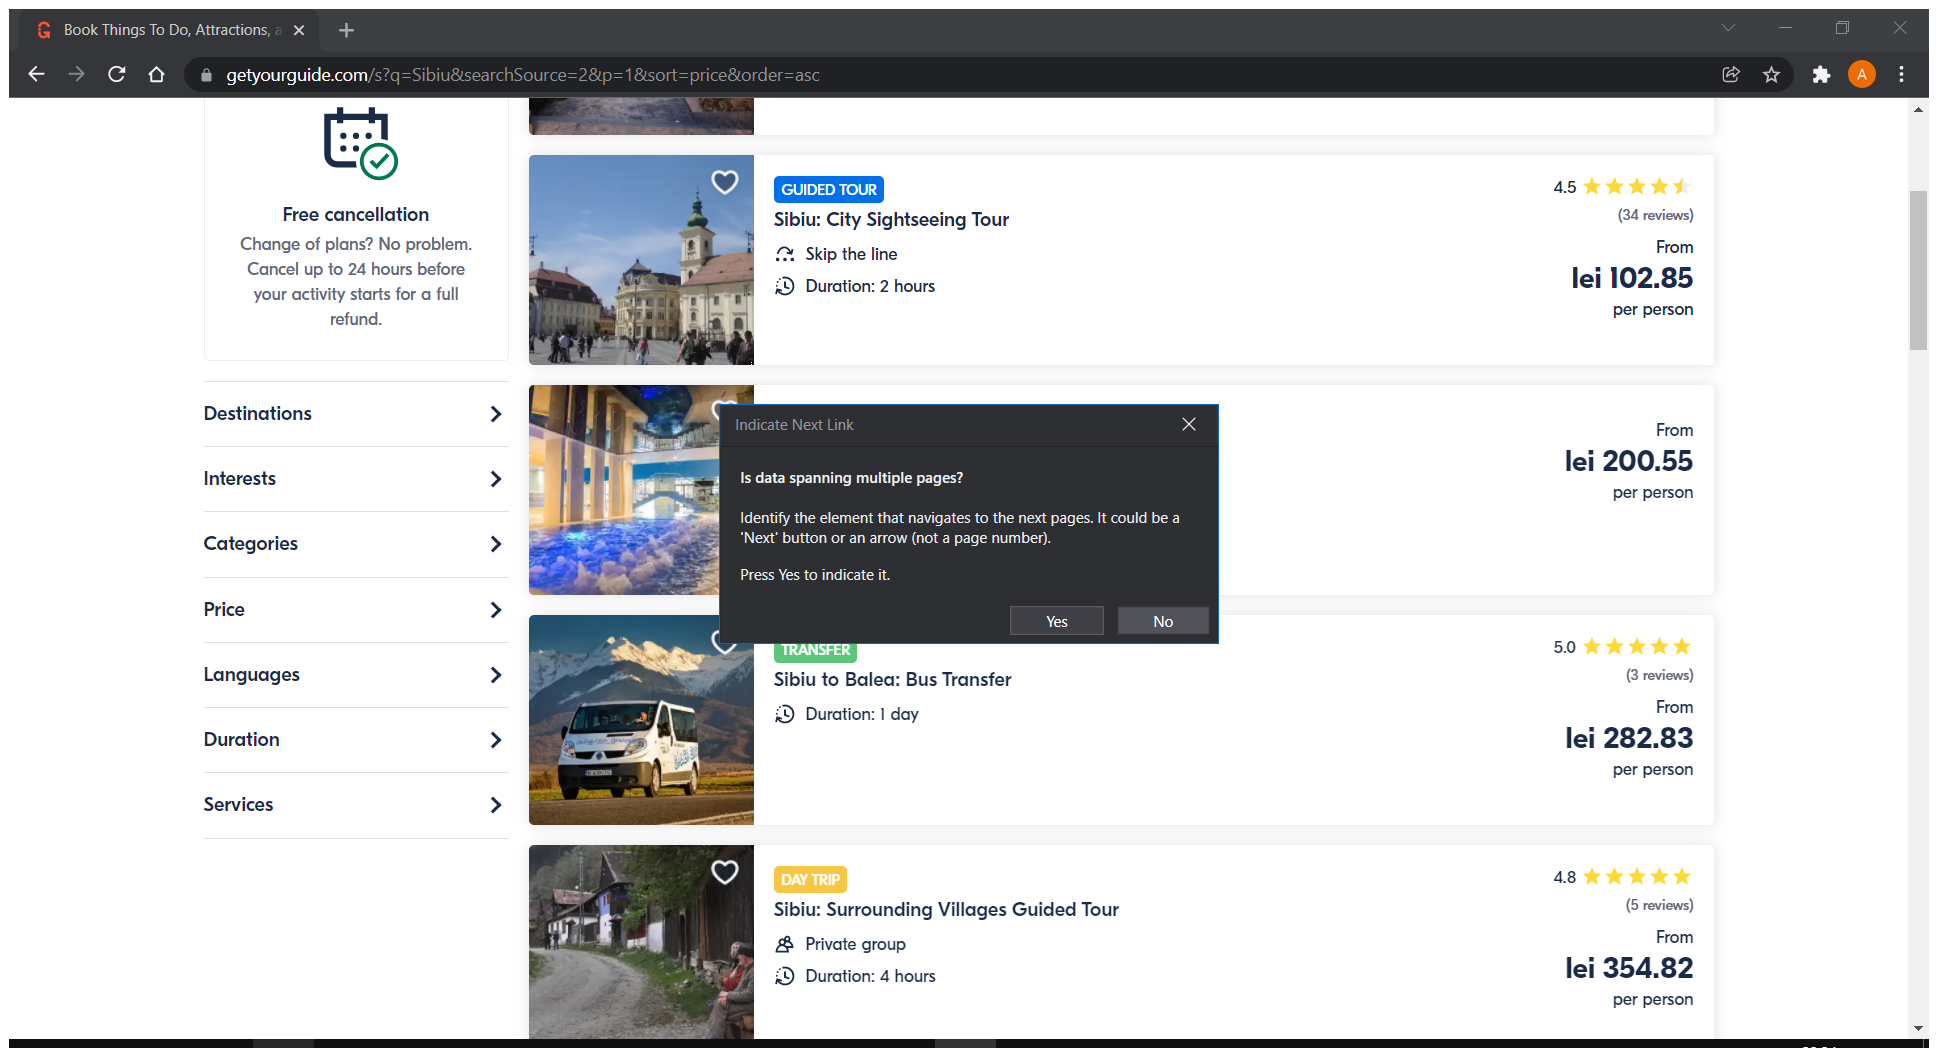 Book Things To Do, Attractions, a
getyourguide.com/s?q=Sibiu&searchSource=2&p=1&sort=price&order=asc
A
Free cancellation
Change of plans? No problem.
Cancel up to 24 hours before
your activity starts for a full
refund.
Destinations
Interests
Categories
Price
Languages
Duration
Services
GUIDED TOUR
Sibiu: City Sightseeing Tour
Skip the line
Duration: 2 hours
4.5
(34 reviews)
From
lei 102.85
per person
From
lei 200.55
per person
Indicate Next Link
Is data spanning multiple pages?
Identify the element that navigates to the next pages. It could be a
'Next' button or an arrow (not a page number).
Press Yes to indicate it.
Yes
No
TRANSFER
Sibiu to Balea: Bus Transfer
Duration: 1 day
5.0
(3 reviews)
From
lei 282.83
per person
DAY TRIP
Sibiu: Surrounding Villages Guided Tour
Private group
Duration: 4 hours
4.8
(5 reviews)
From
lei 354.82
per person